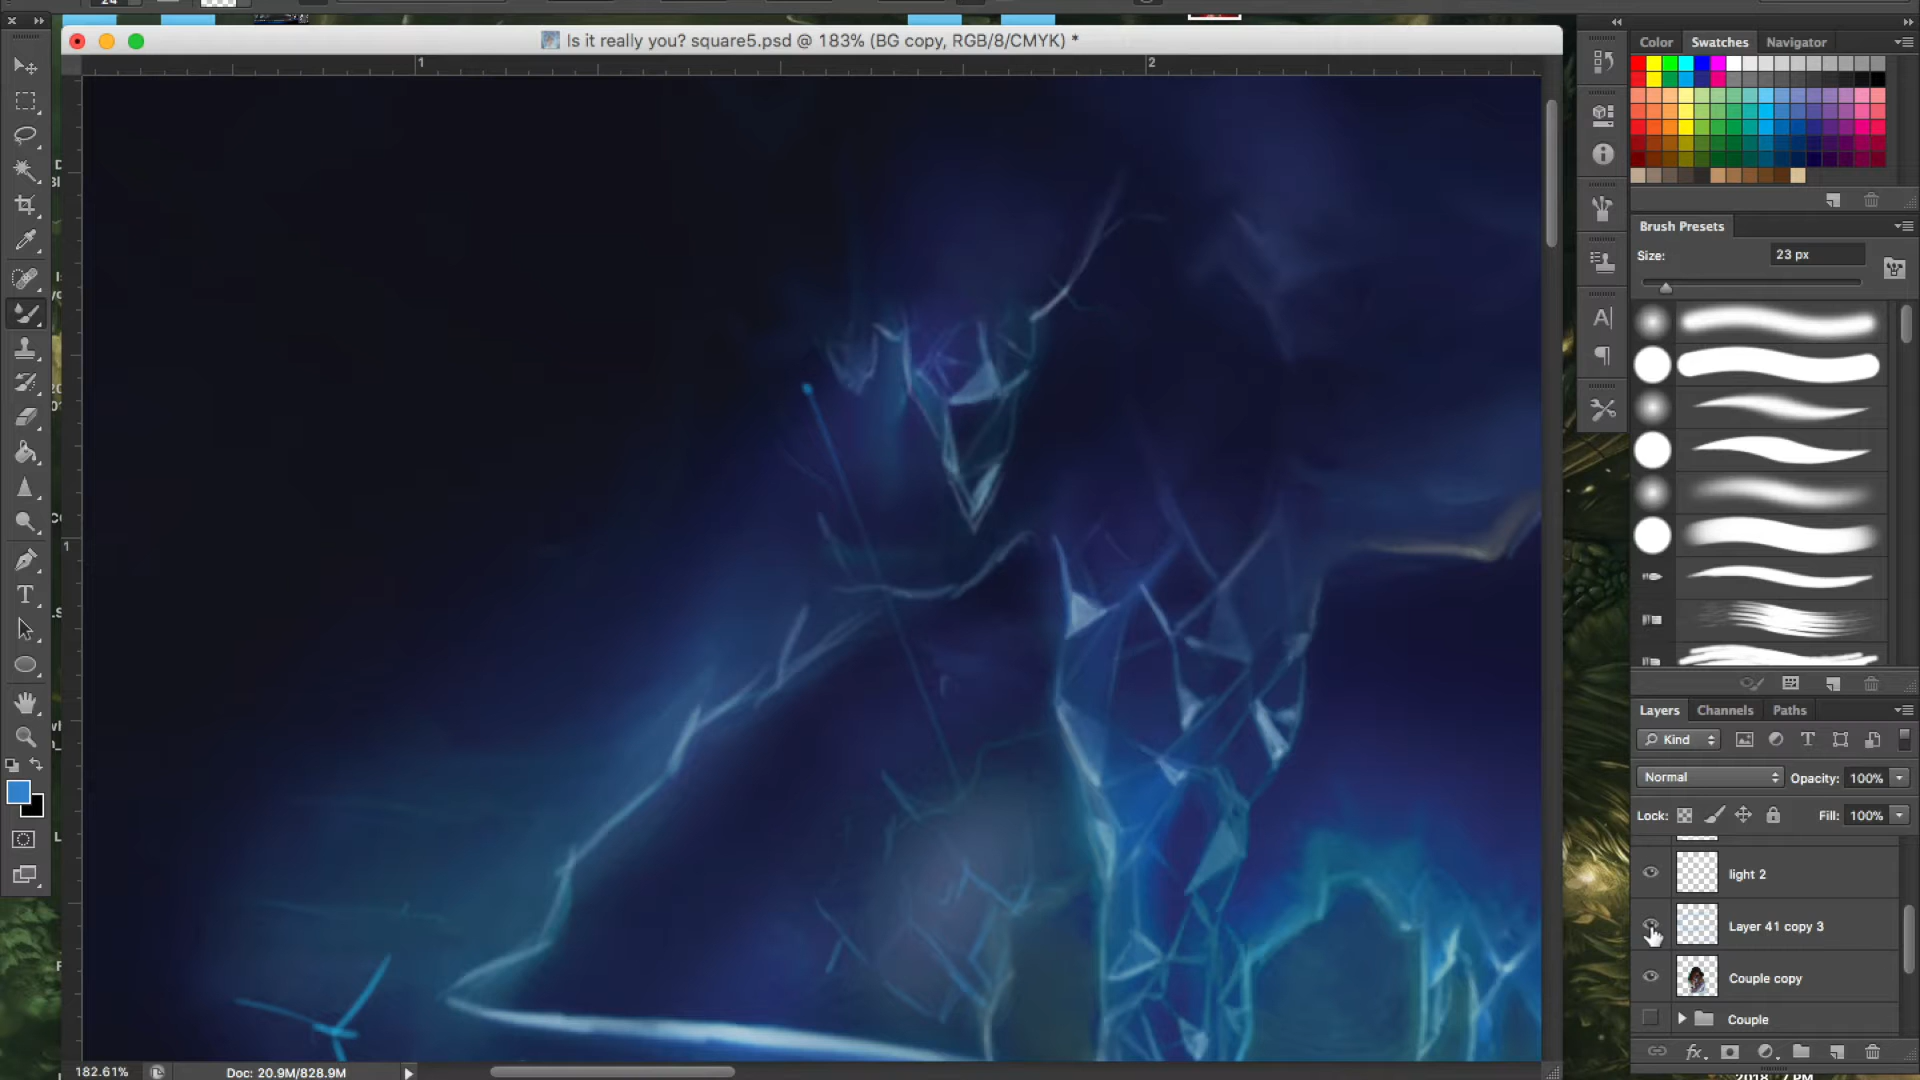 24
Is it really you? square5.psd @ 183% (BG copy, RGB/8/CMYK) *
1
2
1
Color
Swatches
Navigator
Brush Presets
Size:
23 px
Layers
Channels
Paths
Kind
Normal
Opacity:
100%
Lock:
Fill:
100%
light 2
Layer 41 copy 3
Couple copy
Couple
182.61%
Doc: 20.9M/828.9M